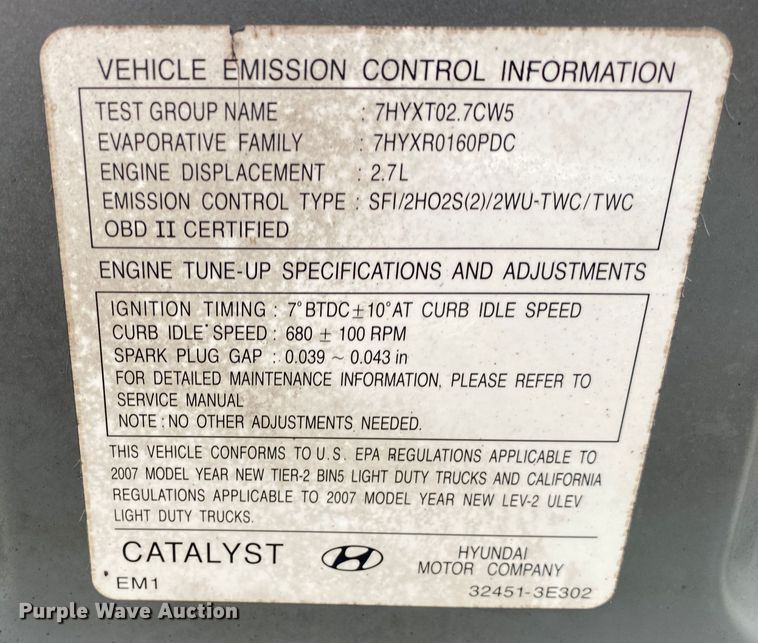 VEHICLE EMISSION CONTROL INFORMATION
TEST GROUP NAME : 7HYXT02.7CW5
EVAPORATIVE FAMILY : 7HYXR0160PDC
ENGINE DISPLACEMENT : 2.7L
EMISSION CONTROL TYPE : SFI/2HO2S(2)/2WU-TWC/TWC
OBD II CERTIFIED
ENGINE TUNE-UP SPECIFICATIONS AND ADJUSTMENTS
IGNITION TIMING : 7° BTDC ± 10° AT CURB IDLE SPEED
CURB IDLE SPEED : 680 ± 100 RPM
SPARK PLUG GAP : 0.039 ~ 0.043 in
FOR DETAILED MAINTENANCE INFORMATION, PLEASE REFER TO
SERVICE MANUAL
NOTE : NO OTHER ADJUSTMENTS NEEDED.
THIS VEHICLE CONFORMS TO U.S. EPA REGULATIONS APPLICABLE TO
2007 MODEL YEAR NEW TIER-2 BIN5 LIGHT DUTY TRUCKS AND CALIFORNIA
REGULATIONS APPLICABLE TO 2007 MODEL YEAR NEW LEV-2 ULEV
LIGHT DUTY TRUCKS.
CATALYST
HYUNDAI
MOTOR COMPANY
EM1
32451-3E302
Purple Wave Auction